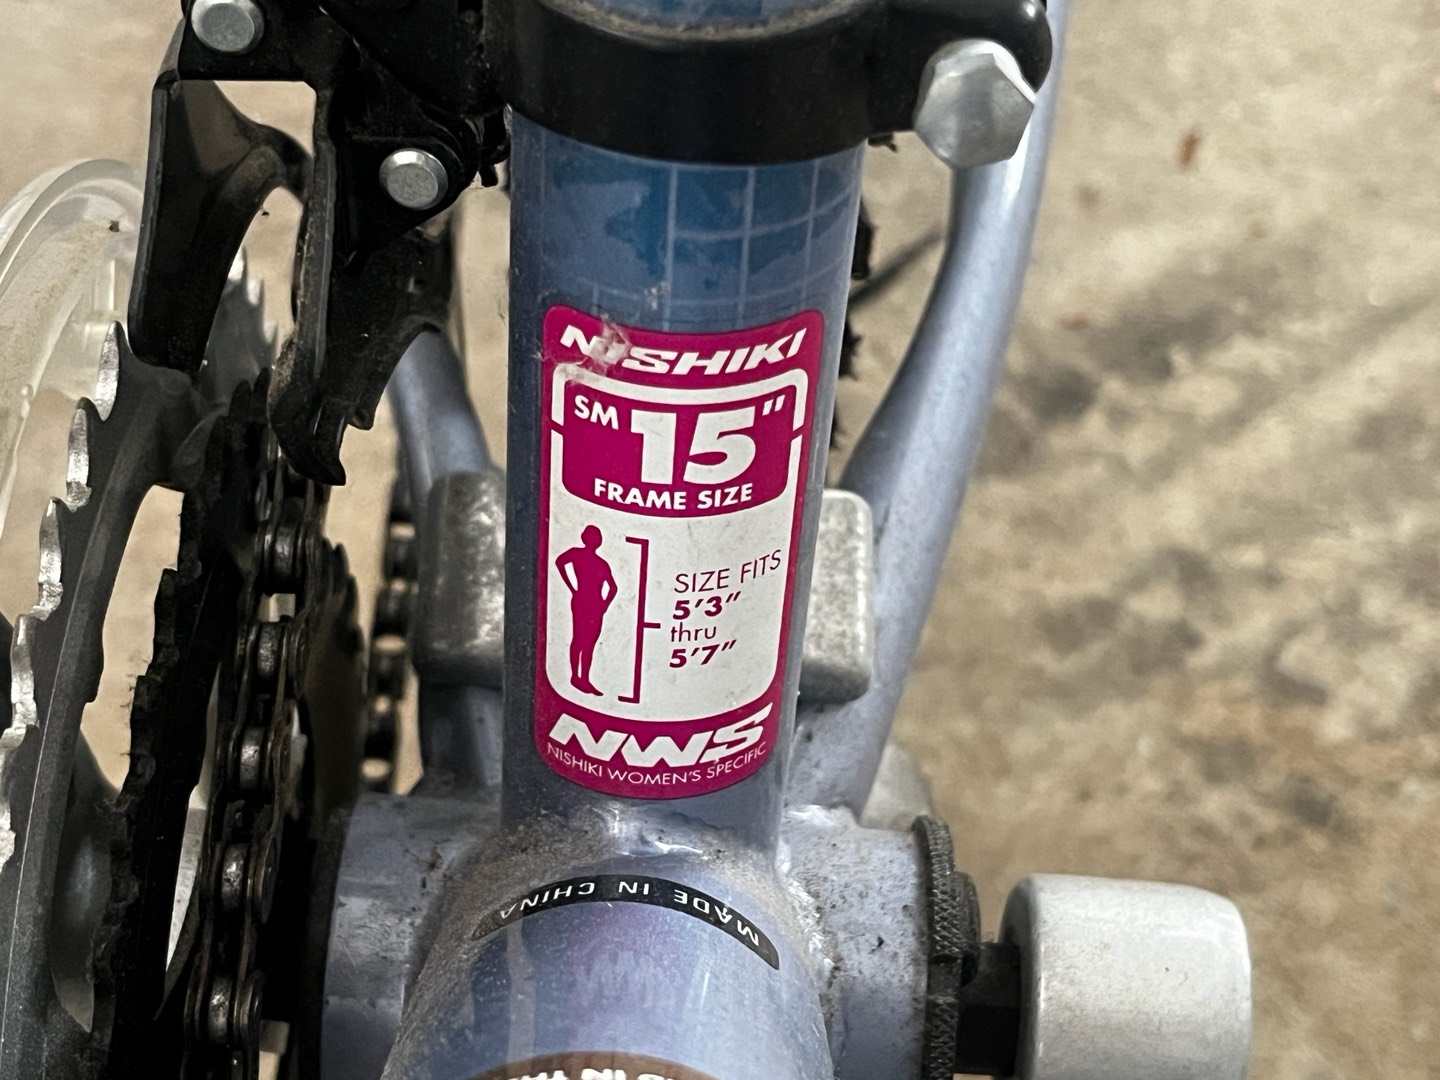 NISHIKI
SM 15"
FRAME SIZE
SIZE FITS
5'3"
thru
5'7"
NWS
NISHIKI WOMEN'S SPECIFIC
MADE IN CHINA